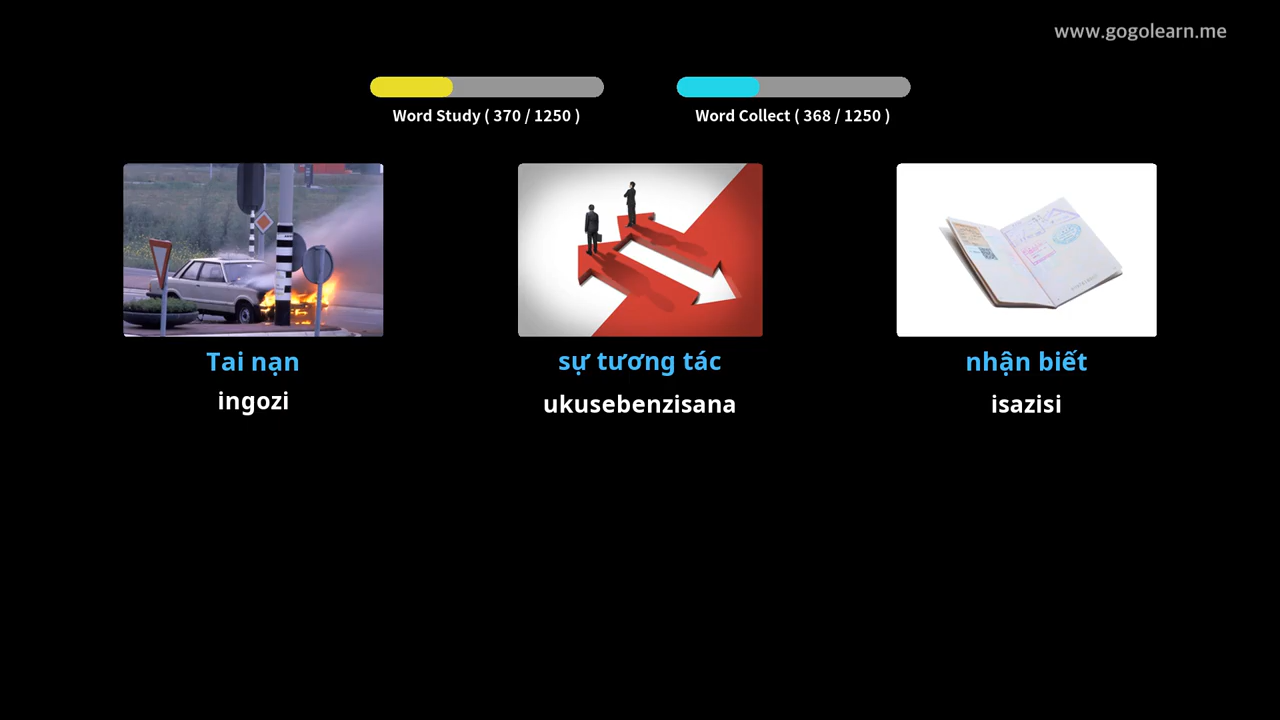 www.gogolearn.me
Word Study ( 370 / 1250 )
Word Collect ( 368 / 1250 )
Tai nạn
sự tương tác
nhận biết
ingozi
ukusebenzisana
isazisi